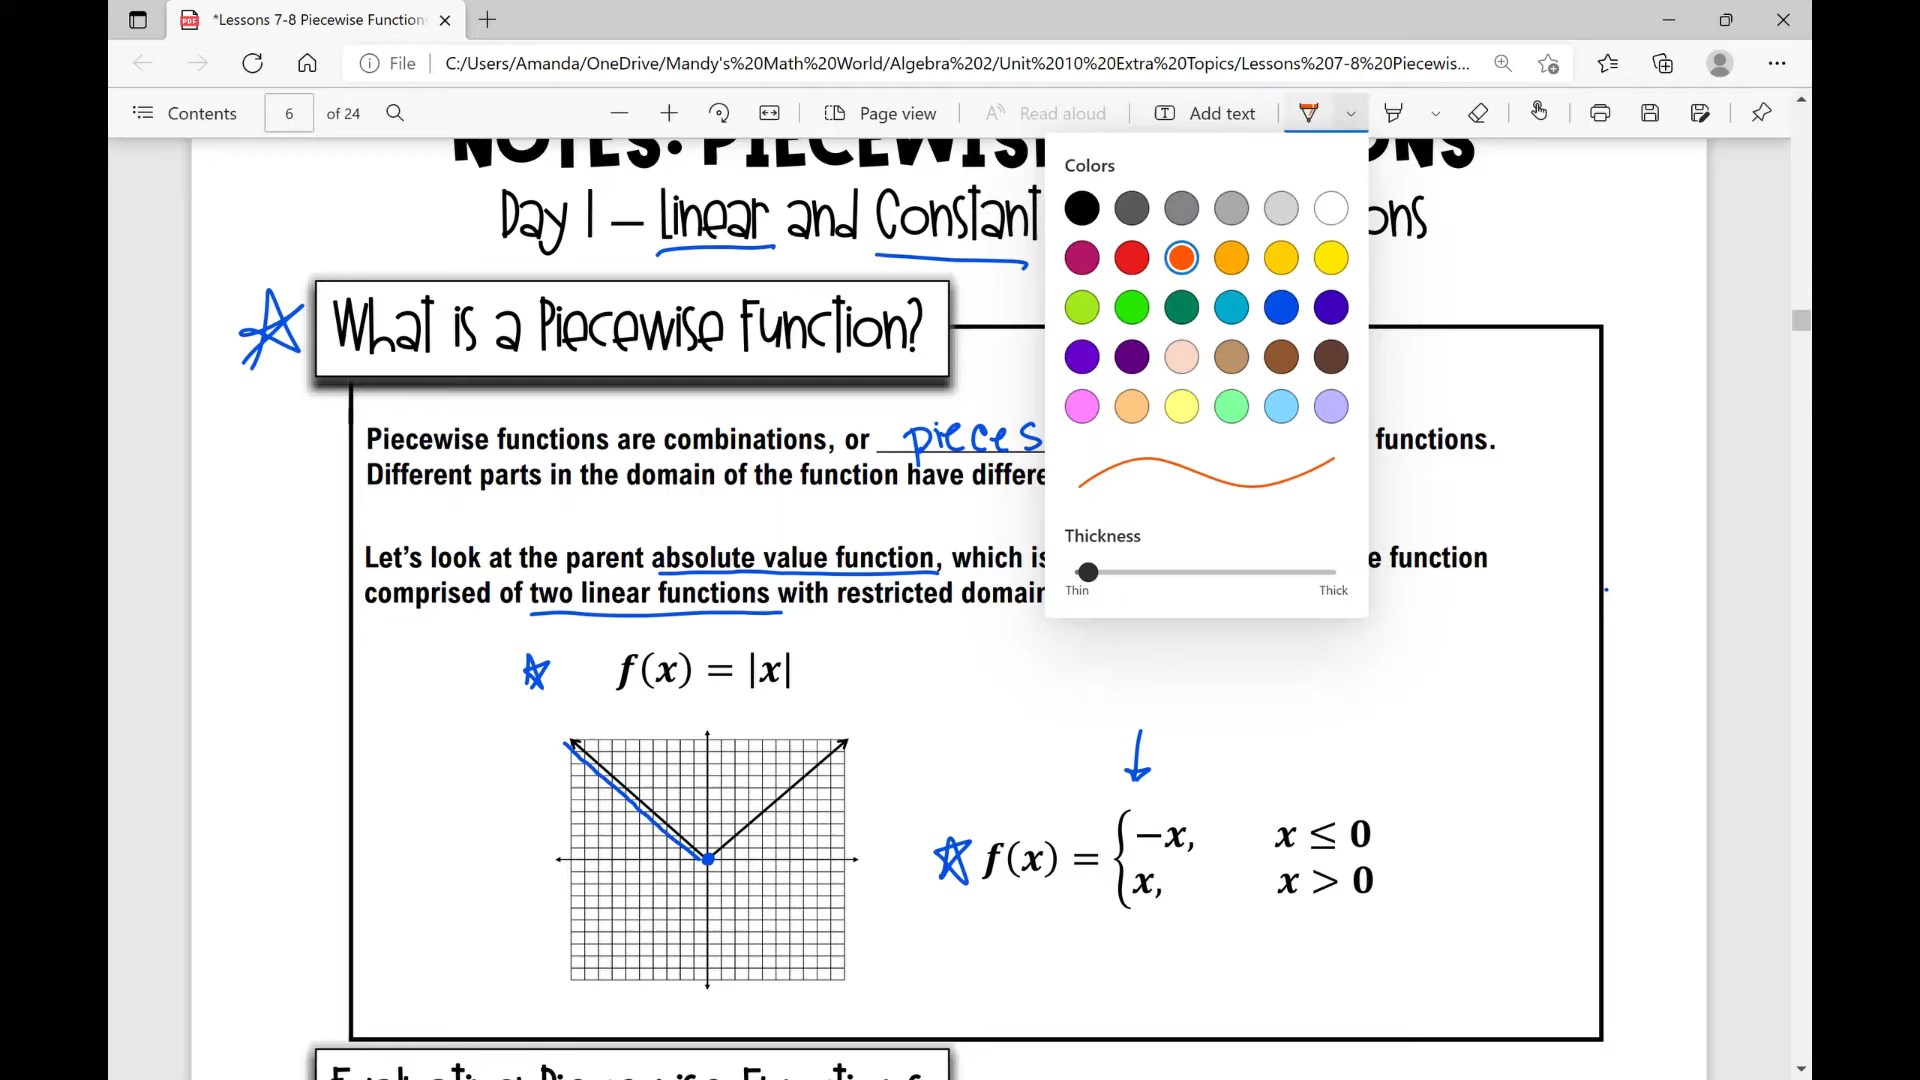 *Lessons 7-8 Piecewise Function
File C:/Users/Amanda/OneDrive/Mandy's%20Math%20World/Algebra%202/Unit%2010%20Extra%20Topics/Lessons%207-8%20Piecewis...
Contents 6 of 24 Page view Read aloud Add text
NOTES: PIECEWIS ONS
Day 1 – Linear and Constant ons
Colors
What is a Piecewise Function?
Piecewise functions are combinations, or pieces functions.
Different parts in the domain of the function have differe
Thickness
Let's look at the parent absolute value function, which is e function
Thin Thick
comprised of two linear functions with restricted domain
f(x) = |x|
f(x) = { -x, x ≤ 0
x, x > 0